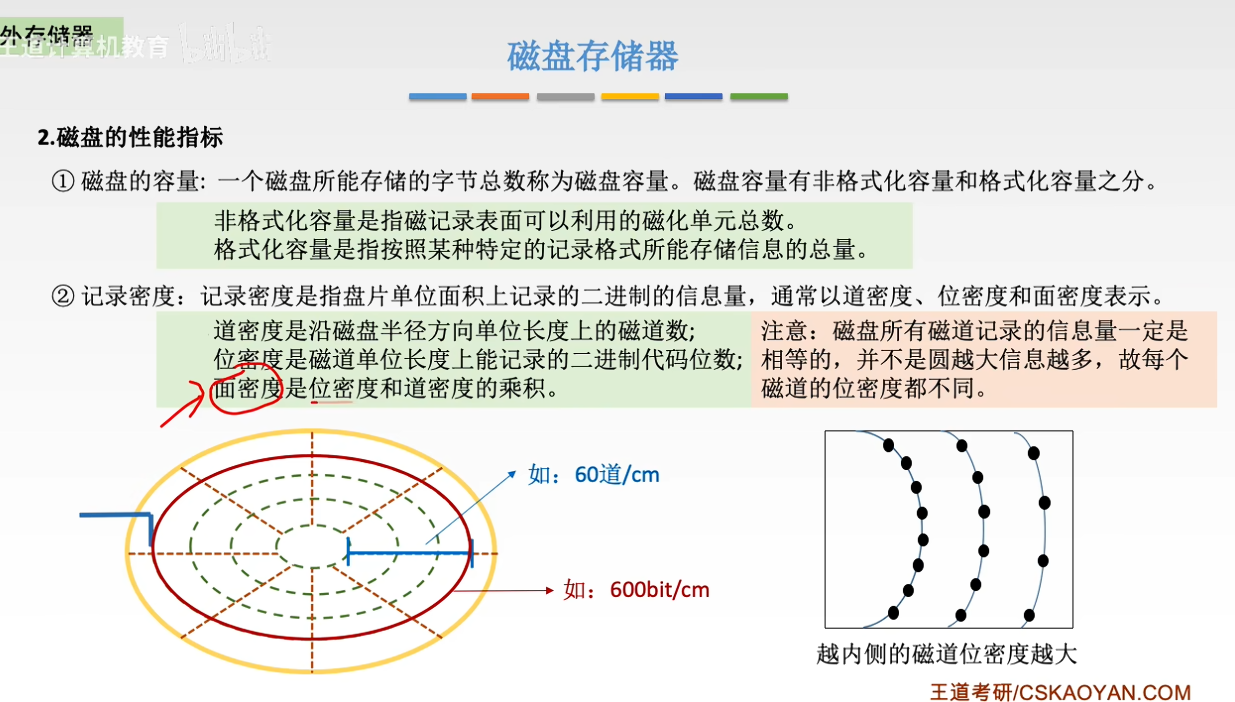 外存储器
王道计算机教育 bilibili
磁盘存储器
2.磁盘的性能指标
① 磁盘的容量：一个磁盘所能存储的字节总数称为磁盘容量。磁盘容量有非格式化容量和格式化容量之分。
非格式化容量是指磁记录表面可以利用的磁化单元总数。
格式化容量是指按照某种特定的记录格式所能存储信息的总量。
② 记录密度：记录密度是指盘片单位面积上记录的二进制的信息量，通常以道密度、位密度和面密度表示。
道密度是沿磁盘半径方向单位长度上的磁道数;
位密度是磁道单位长度上能记录的二进制代码位数;
面密度是位密度和道密度的乘积。
注意：磁盘所有磁道记录的信息量一定是
相等的，并不是圆越大信息越多，故每个
磁道的位密度都不同。
如：60道/cm
如：600bit/cm
越内侧的磁道位密度越大
王道考研/CSKAOYAN.COM